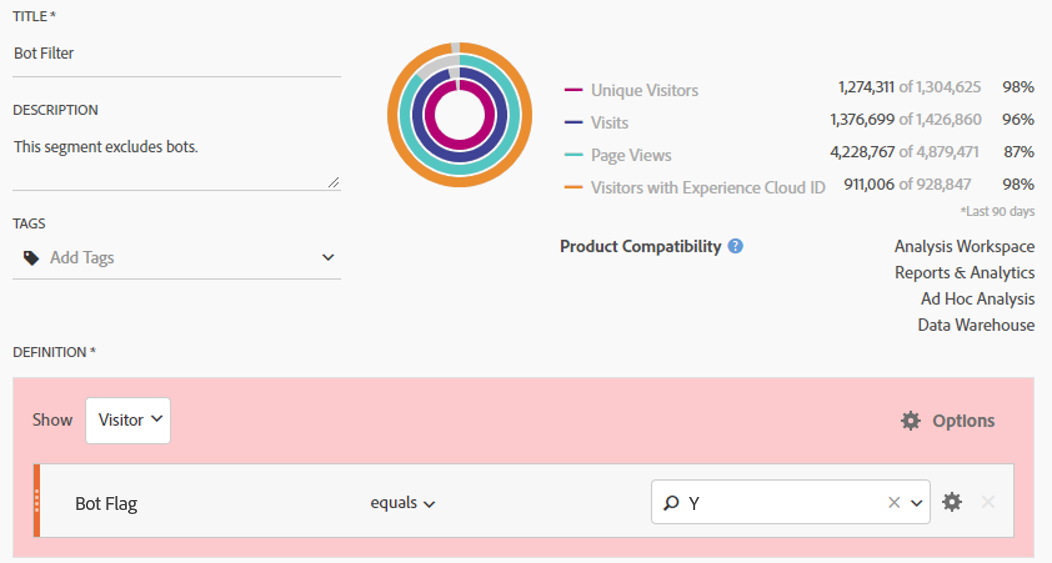 TITLE *
Bot Filter
DESCRIPTION
This segment excludes bots.
TAGS
Add Tags
Unique Visitors 1,274,311 of 1,304,625 98%
Visits 1,376,699 of 1,426,860 96%
Page Views 4,228,767 of 4,879,471 87%
Visitors with Experience Cloud ID 911,006 of 928,847 98%
*Last 90 days
Product Compatibility ? Analysis Workspace
Reports & Analytics
Ad Hoc Analysis
Data Warehouse
DEFINITION *
Show Visitor Options
Bot Flag equals Y